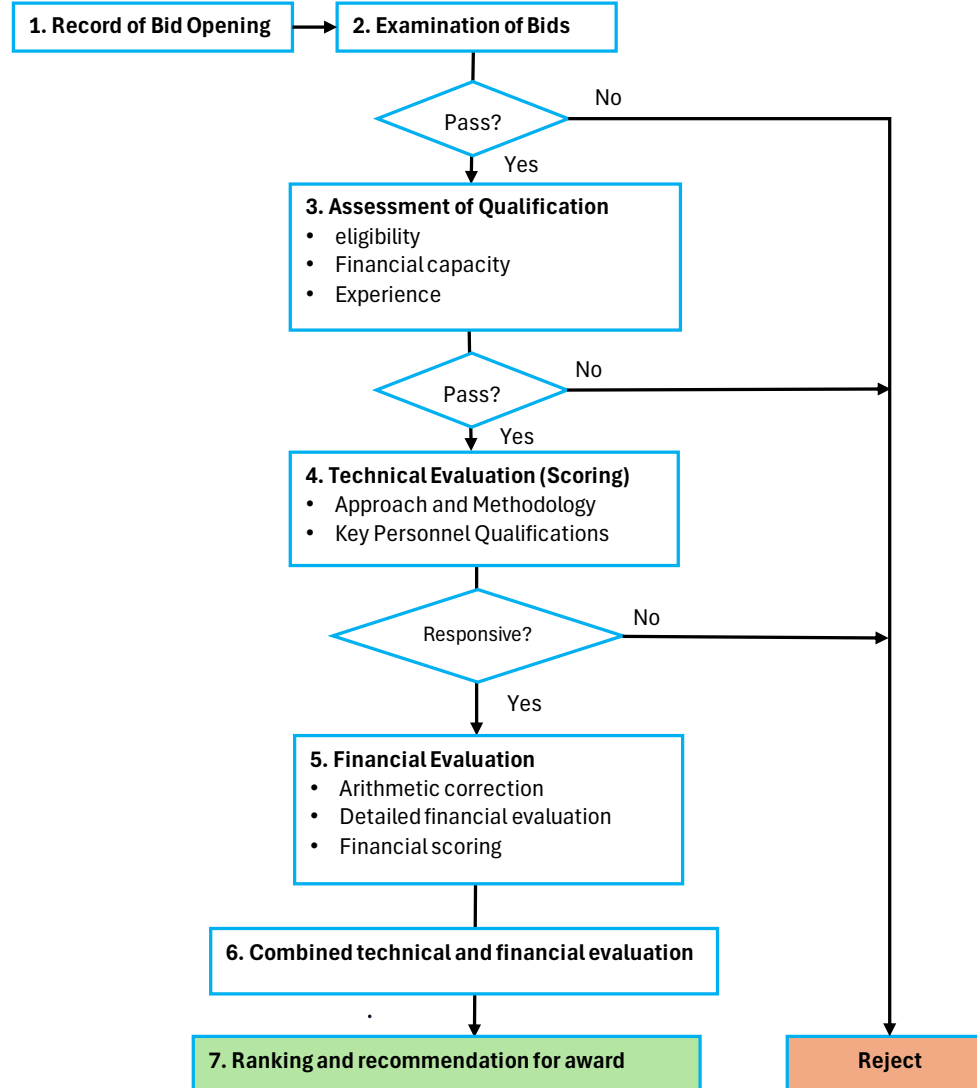 1. Record of Bid Opening
2. Examination of Bids
No
Pass?
Yes
3. Assessment of Qualification
• eligibility
• Financial capacity
• Experience
No
Pass?
Yes
4. Technical Evaluation (Scoring)
• Approach and Methodology
• Key Personnel Qualifications
No
Responsive?
Yes
5. Financial Evaluation
• Arithmetic correction
• Detailed financial evaluation
• Financial scoring
6. Combined technical and financial evaluation
.
7. Ranking and recommendation for award
Reject